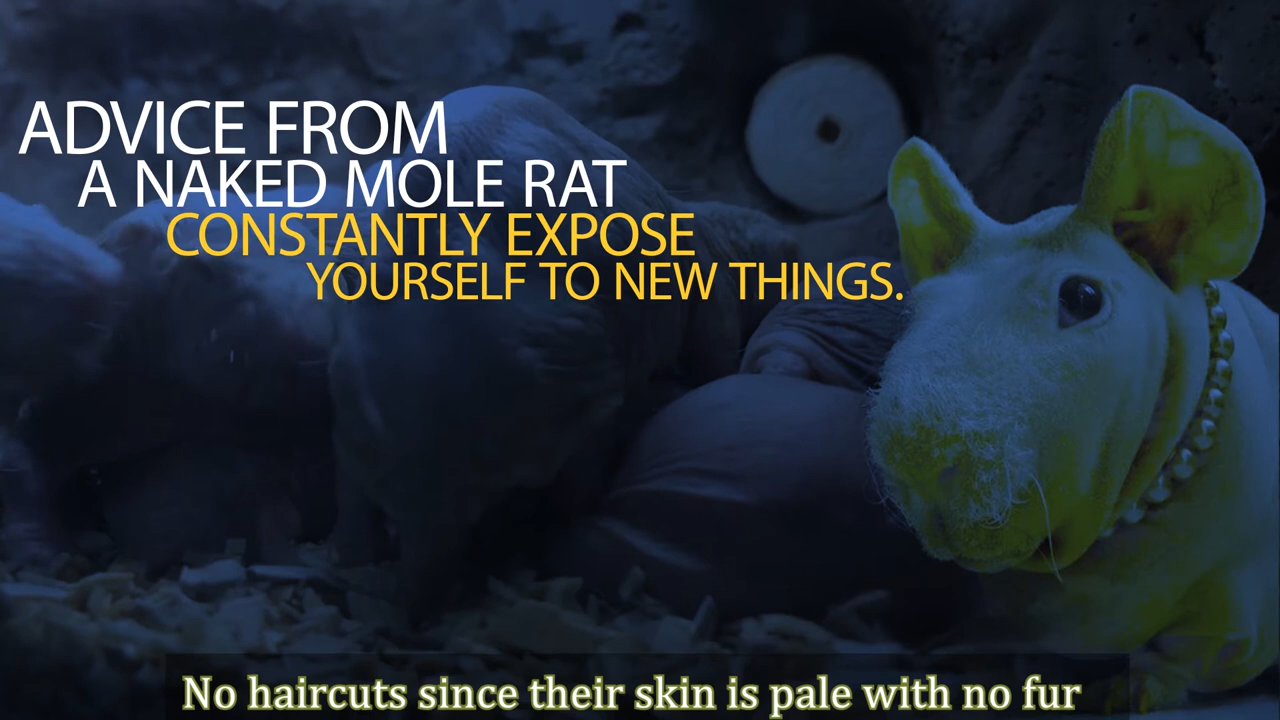 ADVICE FROM
A NAKED MOLE RAT
CONSTANTLY EXPOSE
YOURSELF TO NEW THINGS.
No haircuts since their skin is pale with no fur